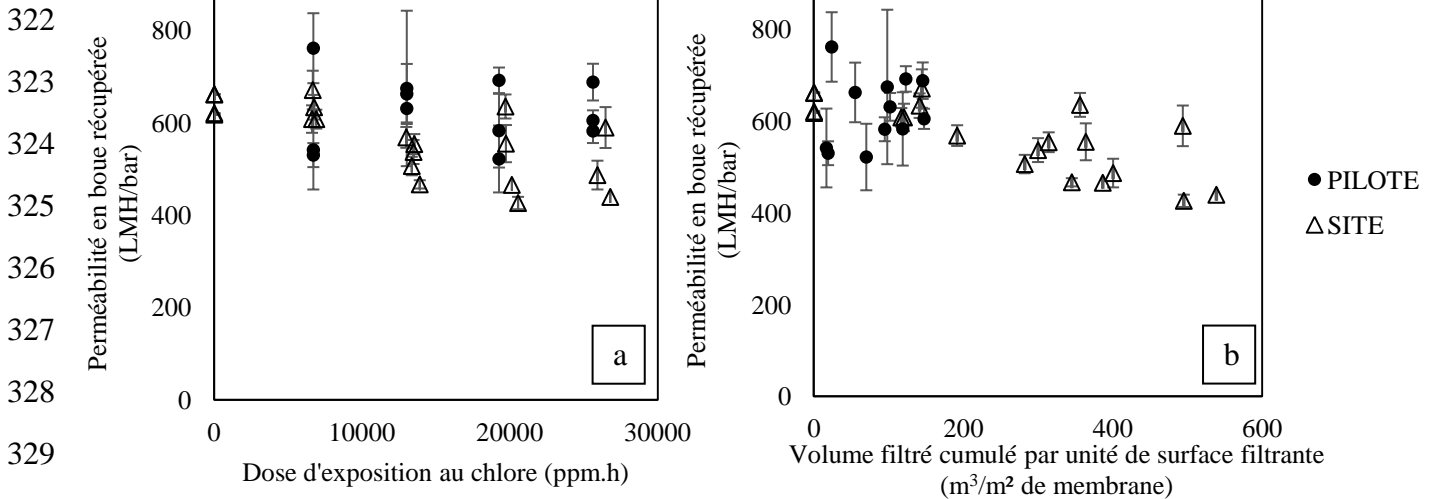 322
323
324
325
326
327
328
329
Perméabilité en boue récupérée
(LMH/bar)
800
600
400
200
0
0
10000
20000
30000
Dose d'exposition au chlore (ppm.h)
a
Perméabilité en boue récupérée
(LMH/bar)
800
600
400
200
0
0
200
400
600
Volume filtré cumulé par unité de surface filtrante
(m³/m² de membrane)
b
PILOTE
SITE